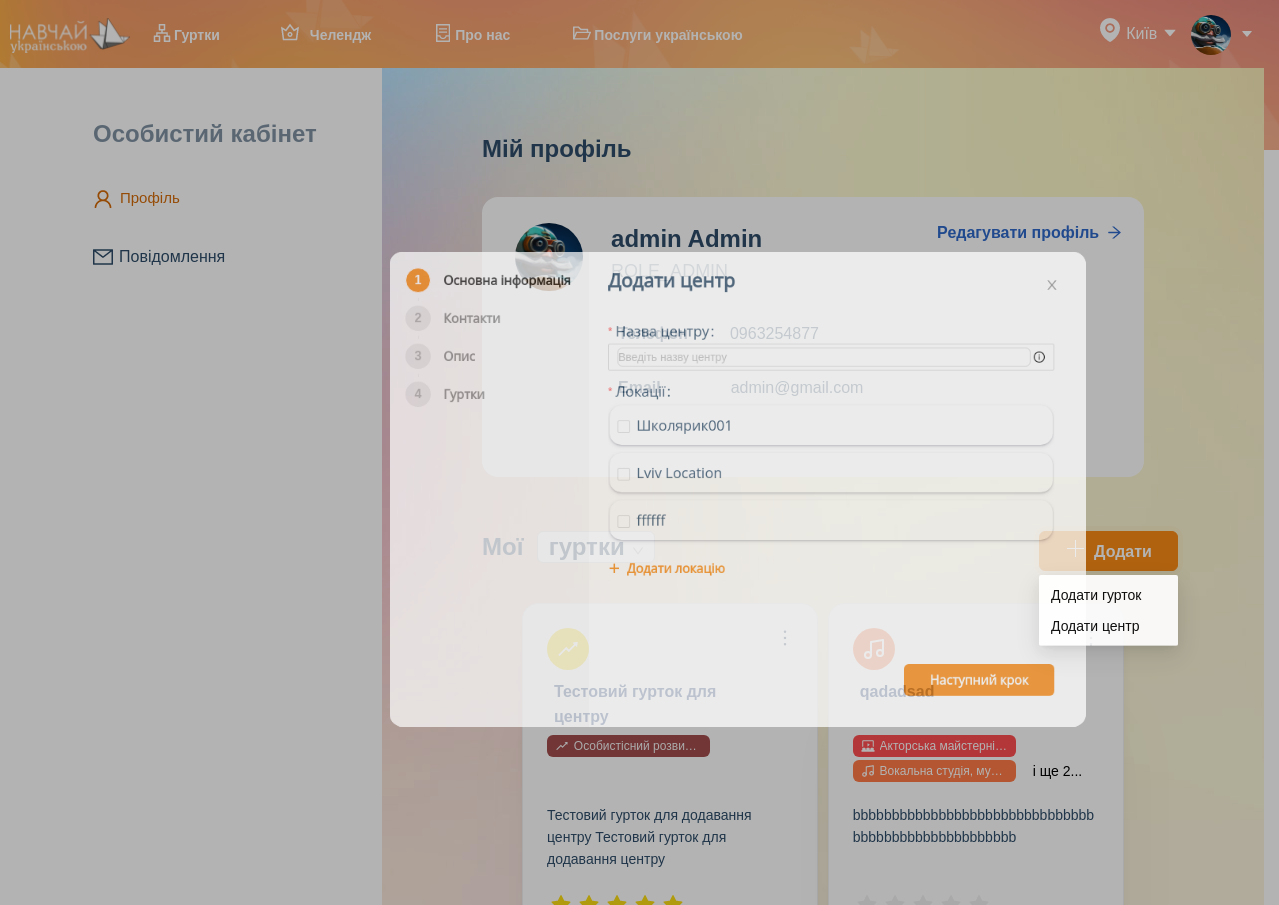 НАВЧАЙ
українською
Гуртки
Челендж
Про нас
Послуги українською
Київ
Особистий кабінет
Профіль
Повідомлення
Мій профіль
admin Admin
Редагувати профіль
ROLE_ADMIN
0963254877
Email
admin@gmail.com
1 Основна інформація
2 Контакти
3 Опис
4 Гуртки
Додати центр
* Назва центру:
Введіть назву центру
* Локації:
Школярик001
Lviv Location
ffffff
+ Додати локацію
Наступний крок
Мої гуртки
Додати
Додати гурток
Додати центр
Тестовий гурток для
центру
Особистісний розви...
Тестовий гурток для додавання
центру Тестовий гурток для
додавання центру
qadadsad
Акторська майстерні...
Вокальна студія, му...
і ще 2...
bbbbbbbbbbbbbbbbbbbbbbbbbbbbbbb
bbbbbbbbbbbbbbbbbbbbb